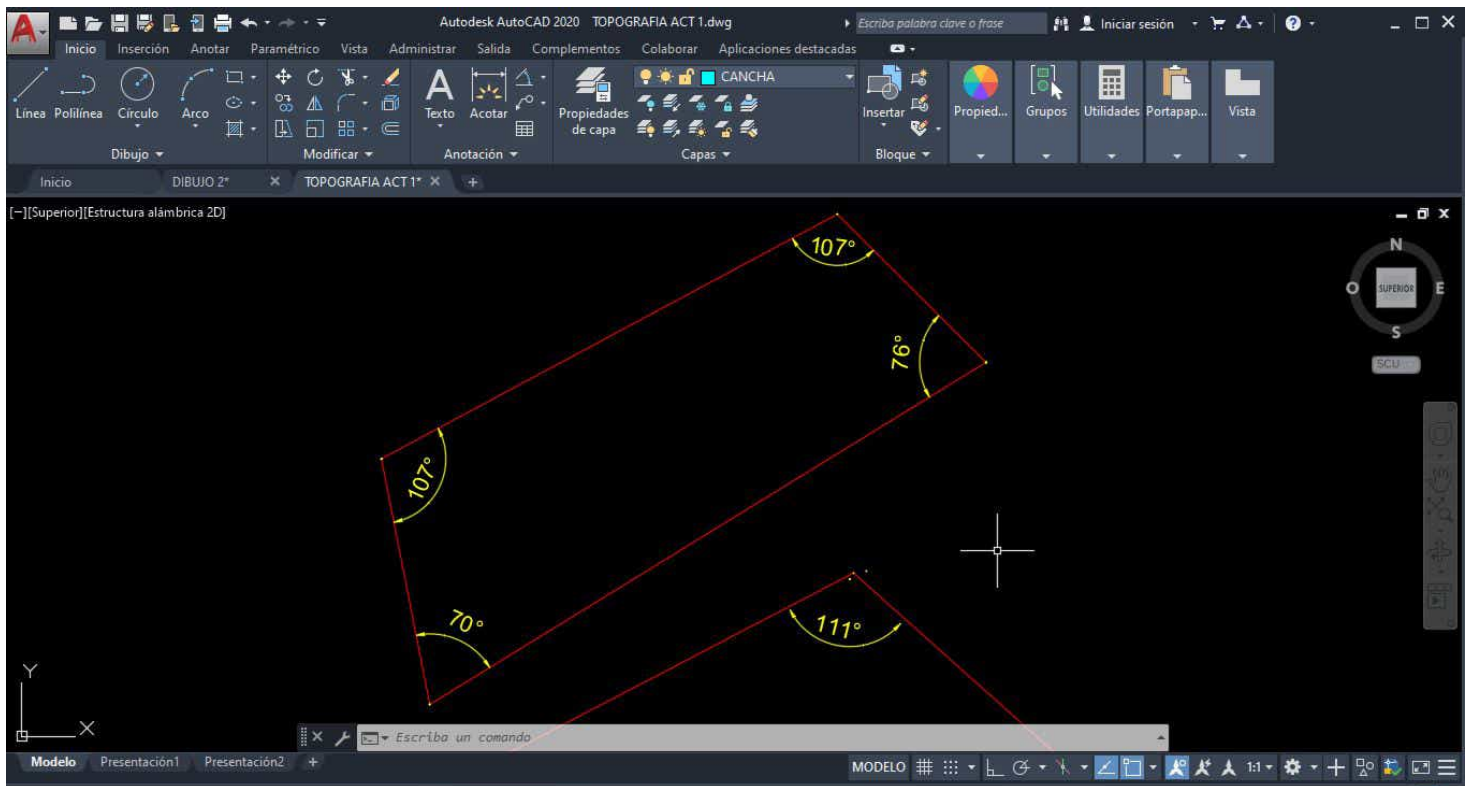 Autodesk AutoCAD 2020 TOPOGRAFIA ACT 1.dwg
Escriba palabra clave o frase
Iniciar sesión
Inicio Inserción Anotar Paramétrico Vista Administrar Salida Complementos Colaborar Aplicaciones destacadas
CANCHA
Línea Polilínea Círculo Arco
Texto Acotar
Propiedades de capa
Insertar
Propied... Grupos Utilidades Portapap... Vista
Dibujo Modificar Anotación Capas Bloque
Inicio DIBUJO 2* TOPOGRAFIA ACT 1*
[−][Superior][Estructura alámbrica 2D]
N
O SUPERIOR E
S
SCU
107°
76°
107°
70°
111°
Y
X
Escriba un comando
Modelo Presentación1 Presentación2 +
MODELO 1:1